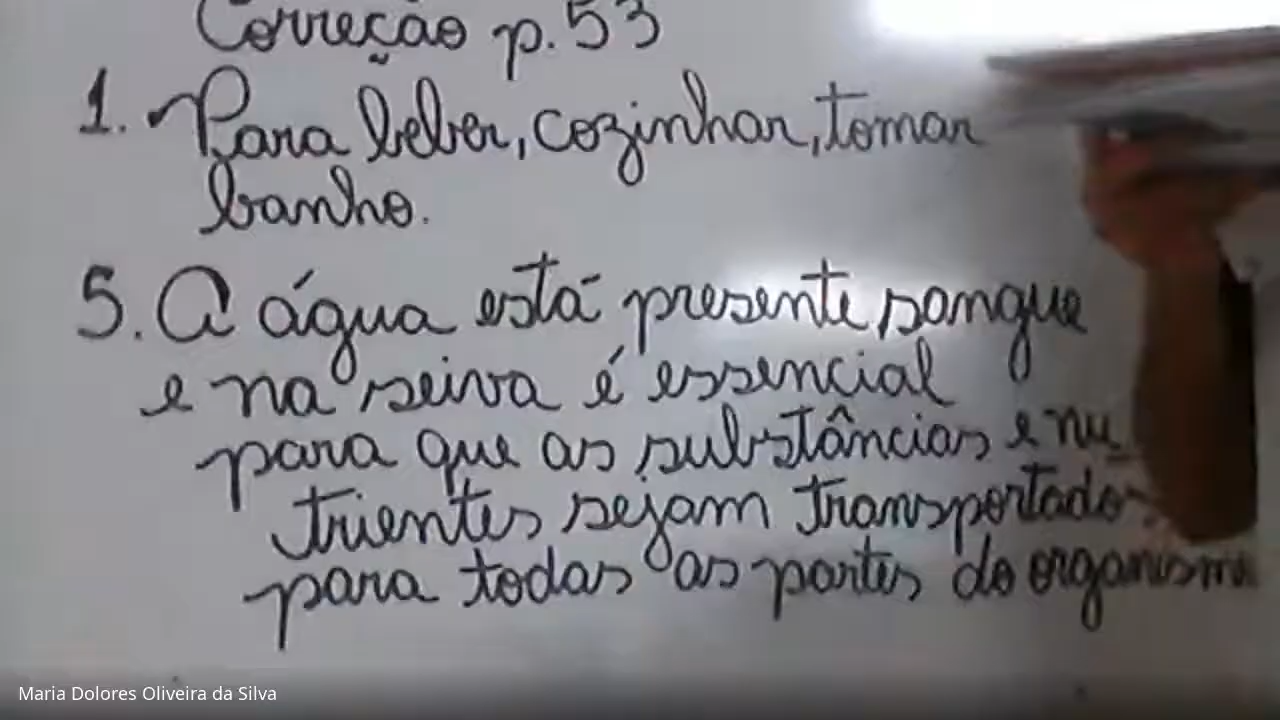 Correção p.53
1. Para beber, cozinhar, tomar
banho.
5. A água está presente sangue
e na seiva é essencial
para que as substâncias e nu_
trientes sejam transportados
para todas as partes do organismo
Maria Dolores Oliveira da Silva